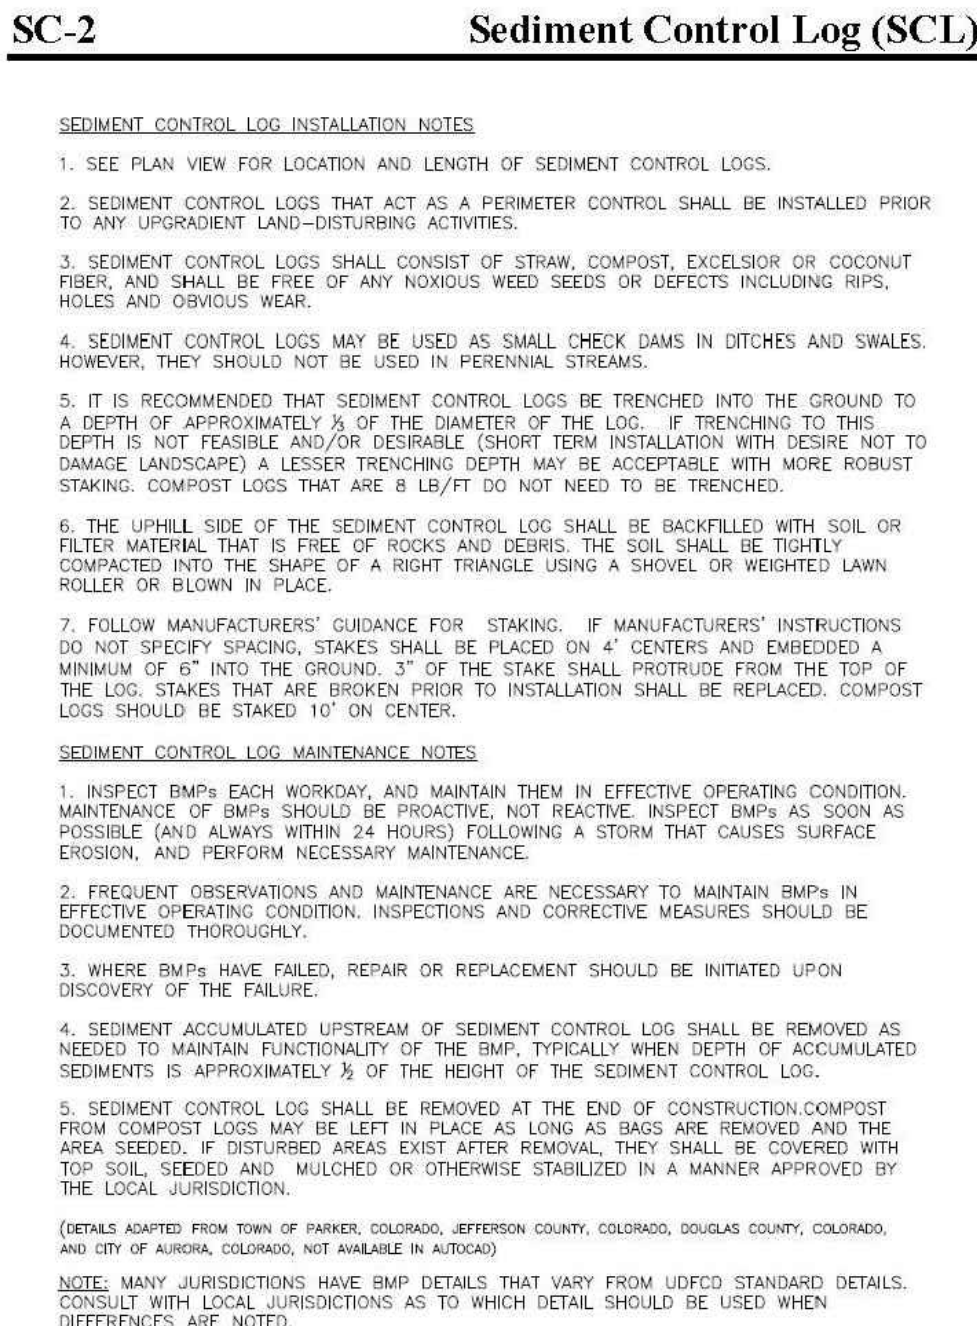 SC-2 Sediment Control Log (SCL)
SEDIMENT CONTROL LOG INSTALLATION NOTES
1. SEE PLAN VIEW FOR LOCATION AND LENGTH OF SEDIMENT CONTROL LOGS.
2. SEDIMENT CONTROL LOGS THAT ACT AS A PERIMETER CONTROL SHALL BE INSTALLED PRIOR
TO ANY UPGRADIENT LAND-DISTURBING ACTIVITIES.
3. SEDIMENT CONTROL LOGS SHALL CONSIST OF STRAW, COMPOST, EXCELSIOR OR COCONUT
FIBER, AND SHALL BE FREE OF ANY NOXIOUS WEED SEEDS OR DEFECTS INCLUDING RIPS,
HOLES AND OBVIOUS WEAR.
4. SEDIMENT CONTROL LOGS MAY BE USED AS SMALL CHECK DAMS IN DITCHES AND SWALES.
HOWEVER, THEY SHOULD NOT BE USED IN PERENNIAL STREAMS.
5. IT IS RECOMMENDED THAT SEDIMENT CONTROL LOGS BE TRENCHED INTO THE GROUND TO
A DEPTH OF APPROXIMATELY ⅓ OF THE DIAMETER OF THE LOG. IF TRENCHING TO THIS
DEPTH IS NOT FEASIBLE AND/OR DESIRABLE (SHORT TERM INSTALLATION WITH DESIRE NOT TO
DAMAGE LANDSCAPE) A LESSER TRENCHING DEPTH MAY BE ACCEPTABLE WITH MORE ROBUST
STAKING. COMPOST LOGS THAT ARE 8 LB/FT DO NOT NEED TO BE TRENCHED.
6. THE UPHILL SIDE OF THE SEDIMENT CONTROL LOG SHALL BE BACKFILLED WITH SOIL OR
FILTER MATERIAL THAT IS FREE OF ROCKS AND DEBRIS. THE SOIL SHALL BE TIGHTLY
COMPACTED INTO THE SHAPE OF A RIGHT TRIANGLE USING A SHOVEL OR WEIGHTED LAWN
ROLLER OR BLOWN IN PLACE.
7. FOLLOW MANUFACTURERS' GUIDANCE FOR STAKING. IF MANUFACTURERS' INSTRUCTIONS
DO NOT SPECIFY SPACING, STAKES SHALL BE PLACED ON 4' CENTERS AND EMBEDDED A
MINIMUM OF 6" INTO THE GROUND. 3" OF THE STAKE SHALL PROTRUDE FROM THE TOP OF
THE LOG. STAKES THAT ARE BROKEN PRIOR TO INSTALLATION SHALL BE REPLACED. COMPOST
LOGS SHOULD BE STAKED 10' ON CENTER.
SEDIMENT CONTROL LOG MAINTENANCE NOTES
1. INSPECT BMPs EACH WORKDAY, AND MAINTAIN THEM IN EFFECTIVE OPERATING CONDITION.
MAINTENANCE OF BMPs SHOULD BE PROACTIVE, NOT REACTIVE. INSPECT BMPs AS SOON AS
POSSIBLE (AND ALWAYS WITHIN 24 HOURS) FOLLOWING A STORM THAT CAUSES SURFACE
EROSION, AND PERFORM NECESSARY MAINTENANCE.
2. FREQUENT OBSERVATIONS AND MAINTENANCE ARE NECESSARY TO MAINTAIN BMPs IN
EFFECTIVE OPERATING CONDITION. INSPECTIONS AND CORRECTIVE MEASURES SHOULD BE
DOCUMENTED THOROUGHLY.
3. WHERE BMPs HAVE FAILED, REPAIR OR REPLACEMENT SHOULD BE INITIATED UPON
DISCOVERY OF THE FAILURE.
4. SEDIMENT ACCUMULATED UPSTREAM OF SEDIMENT CONTROL LOG SHALL BE REMOVED AS
NEEDED TO MAINTAIN FUNCTIONALITY OF THE BMP, TYPICALLY WHEN DEPTH OF ACCUMULATED
SEDIMENTS IS APPROXIMATELY ½ OF THE HEIGHT OF THE SEDIMENT CONTROL LOG.
5. SEDIMENT CONTROL LOG SHALL BE REMOVED AT THE END OF CONSTRUCTION.COMPOST
FROM COMPOST LOGS MAY BE LEFT IN PLACE AS LONG AS BAGS ARE REMOVED AND THE
AREA SEEDED. IF DISTURBED AREAS EXIST AFTER REMOVAL, THEY SHALL BE COVERED WITH
TOP SOIL, SEEDED AND MULCHED OR OTHERWISE STABILIZED IN A MANNER APPROVED BY
THE LOCAL JURISDICTION.
(DETAILS ADAPTED FROM TOWN OF PARKER, COLORADO, JEFFERSON COUNTY, COLORADO, DOUGLAS COUNTY, COLORADO,
AND CITY OF AURORA, COLORADO, NOT AVAILABLE IN AUTOCAD)
NOTE: MANY JURISDICTIONS HAVE BMP DETAILS THAT VARY FROM UDFCD STANDARD DETAILS.
CONSULT WITH LOCAL JURISDICTIONS AS TO WHICH DETAIL SHOULD BE USED WHEN
DIFFERENCES ARE NOTED.